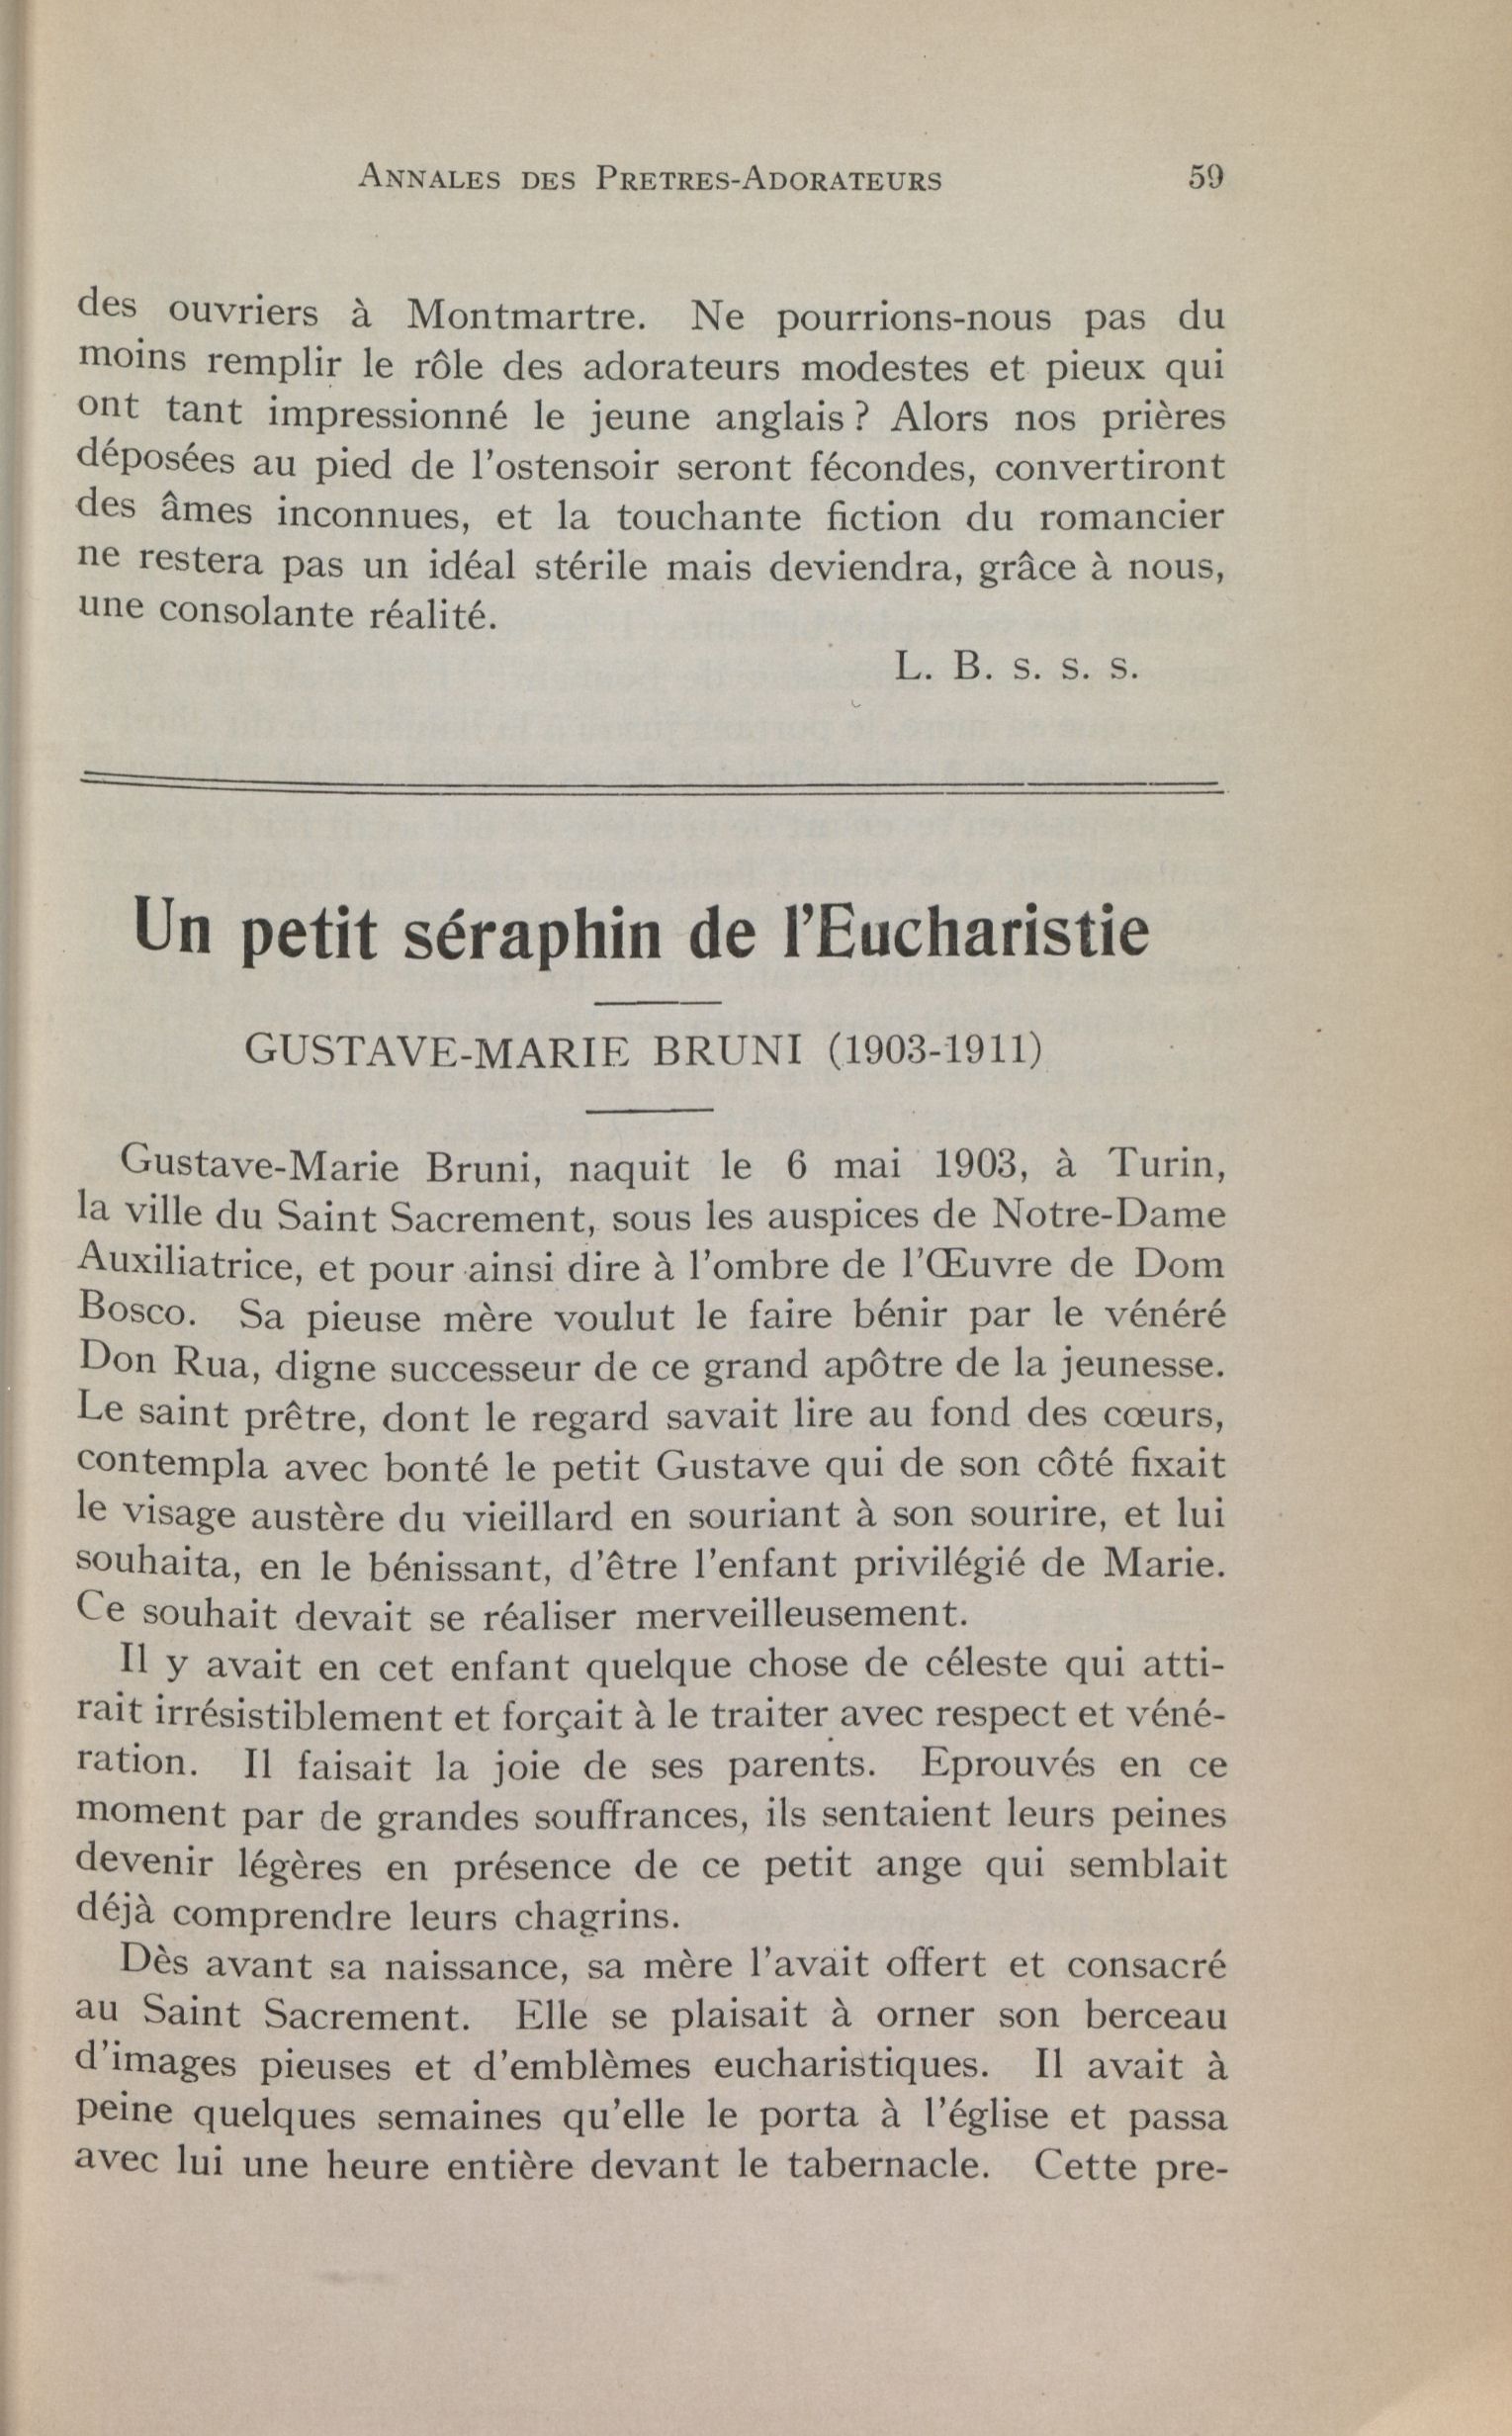 ANNALES DES PRETRES-ADORATEURS 59
des ouvriers à Montmartre. Ne pourrions-nous pas du
moins remplir le rôle des adorateurs modestes et pieux qui
ont tant impressionné le jeune anglais ? Alors nos prières
déposées au pied de l'ostensoir seront fécondes, convertiront
des âmes inconnues, et la touchante fiction du romancier
ne restera pas un idéal stérile mais deviendra, grâce à nous,
une consolante réalité.
L. B. s. s. s.
Un petit séraphin de l'Eucharistie
GUSTAVE-MARIE BRUNI (1903-1911)
Gustave-Marie Bruni, naquit le 6 mai 1903, à Turin,
la ville du Saint Sacrement, sous les auspices de Notre-Dame
Auxiliatrice, et pour ainsi dire à l'ombre de l'Œuvre de Dom
Bosco. Sa pieuse mère voulut le faire bénir par le vénéré
Don Rua, digne successeur de ce grand apôtre de la jeunesse.
Le saint prêtre, dont le regard savait lire au fond des cœurs,
contempla avec bonté le petit Gustave qui de son côté fixait
le visage austère du vieillard en souriant à son sourire, et lui
souhaita, en le bénissant, d'être l'enfant privilégié de Marie.
Ce souhait devait se réaliser merveilleusement.
Il y avait en cet enfant quelque chose de céleste qui atti-
rait irrésistiblement et forçait à le traiter avec respect et véné-
ration. Il faisait la joie de ses parents. Eprouvés en ce
moment par de grandes souffrances, ils sentaient leurs peines
devenir légères en présence de ce petit ange qui semblait
déjà comprendre leurs chagrins.
Dès avant sa naissance, sa mère l'avait offert et consacré
au Saint Sacrement. Elle se plaisait à orner son berceau
d'images pieuses et d'emblèmes eucharistiques. Il avait à
peine quelques semaines qu'elle le porta à l'église et passa
avec lui une heure entière devant le tabernacle. Cette pre-